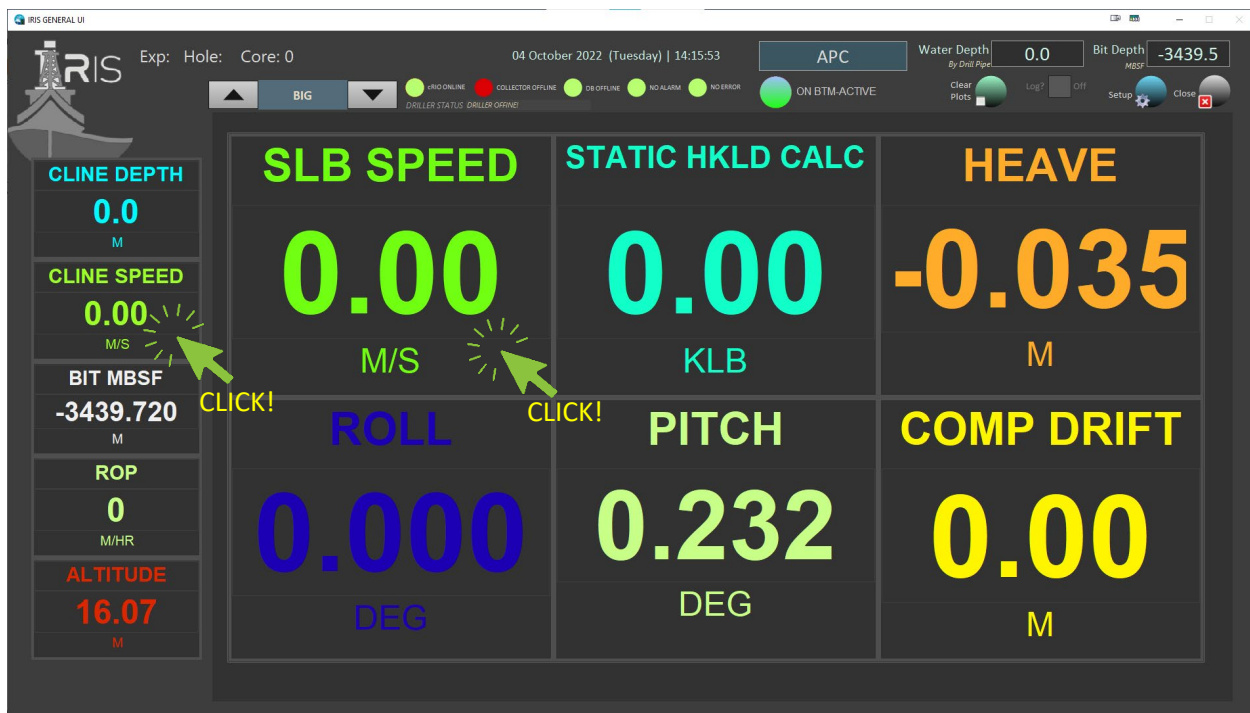 IRIS GENERAL UI
IRIS
Exp: Hole: Core: 0
04 October 2022 (Tuesday) | 14:15:53
APC
Water Depth
By Drill Pipe
0.0
Bit Depth
MBSF
-3439.5
BIG
cRIO ONLINE
COLLECTOR OFFLINE
DB OFFLINE
NO ALARM
NO ERROR
DRILLER STATUS DRILLER OFFINE!
ON BTM-ACTIVE
Clear
Plots
Log?
Off
Setup
Close
CLINE DEPTH
0.0
M
CLINE SPEED
0.00
M/S
CLICK!
BIT MBSF
-3439.720
M
ROP
0
M/HR
ALTITUDE
16.07
M
SLB SPEED
0.00
M/S
CLICK!
STATIC HKLD CALC
0.00
KLB
HEAVE
-0.035
M
ROLL
0.000
DEG
PITCH
0.232
DEG
COMP DRIFT
0.00
M